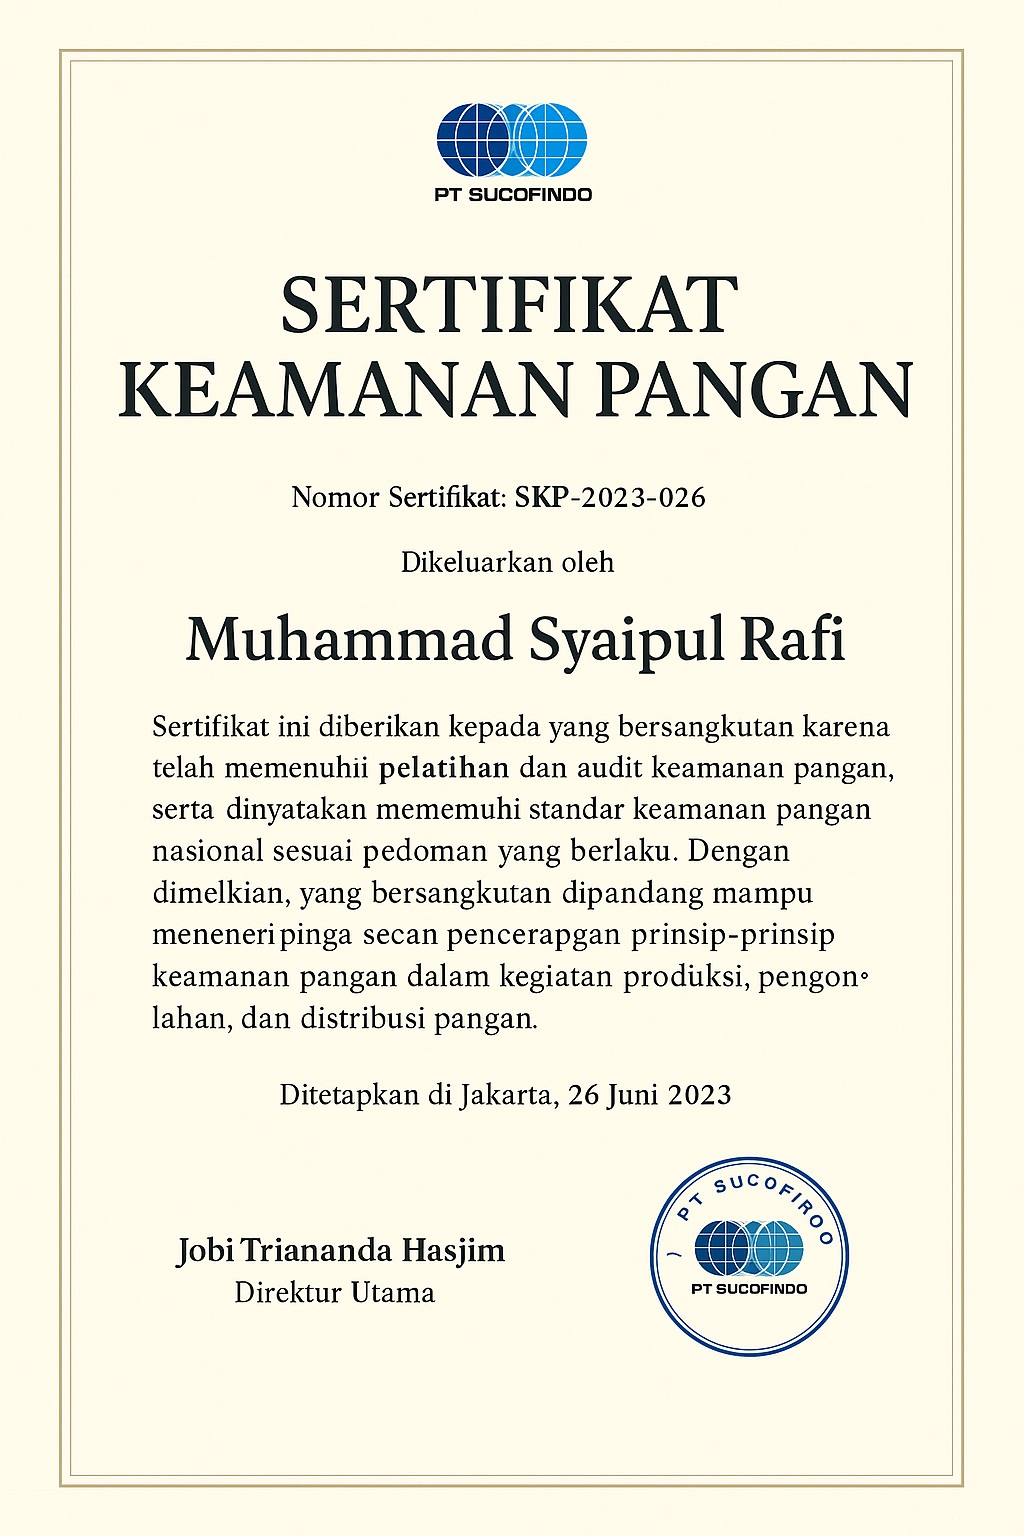 PT SUCOFINDO
SERTIFIKAT
KEAMANAN PANGAN
Nomor Sertifikat: SKP-2023-026
Dikeluarkan oleh
Muhammad Syaipul Rafi
Sertifikat ini diberikan kepada yang bersangkutan karena
telah memenuhii pelatihan dan audit keamanan pangan,
serta dinyatakan mememuhi standar keamanan pangan
nasional sesuai pedoman yang berlaku. Dengan
dimelkian, yang bersangkutan dipandang mampu
meneneri pinga secan pencerapgan prinsip-prinsip
keamanan pangan dalam kegiatan produksi, pengon°
lahan, dan distribusi pangan.
Ditetapkan di Jakarta, 26 Juni 2023
Jobi Triananda Hasjim
Direktur Utama
PT SUCOFIROO
PT SUCOFINDO